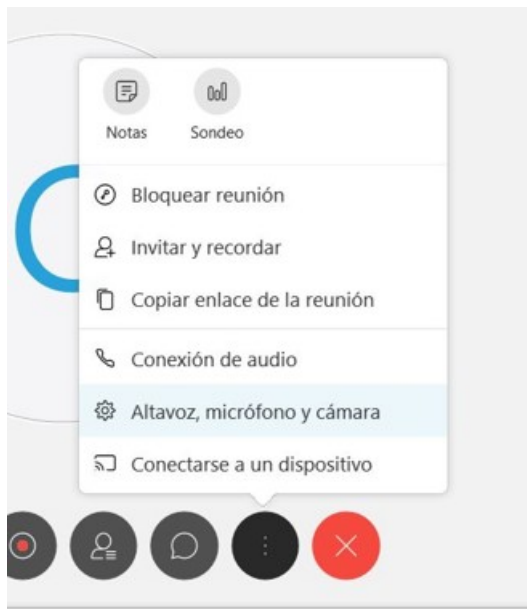 Notas
Sondeo
Bloquear reunión
Invitar y recordar
Copiar enlace de la reunión
Conexión de audio
Altavoz, micrófono y cámara
Conectarse a un dispositivo